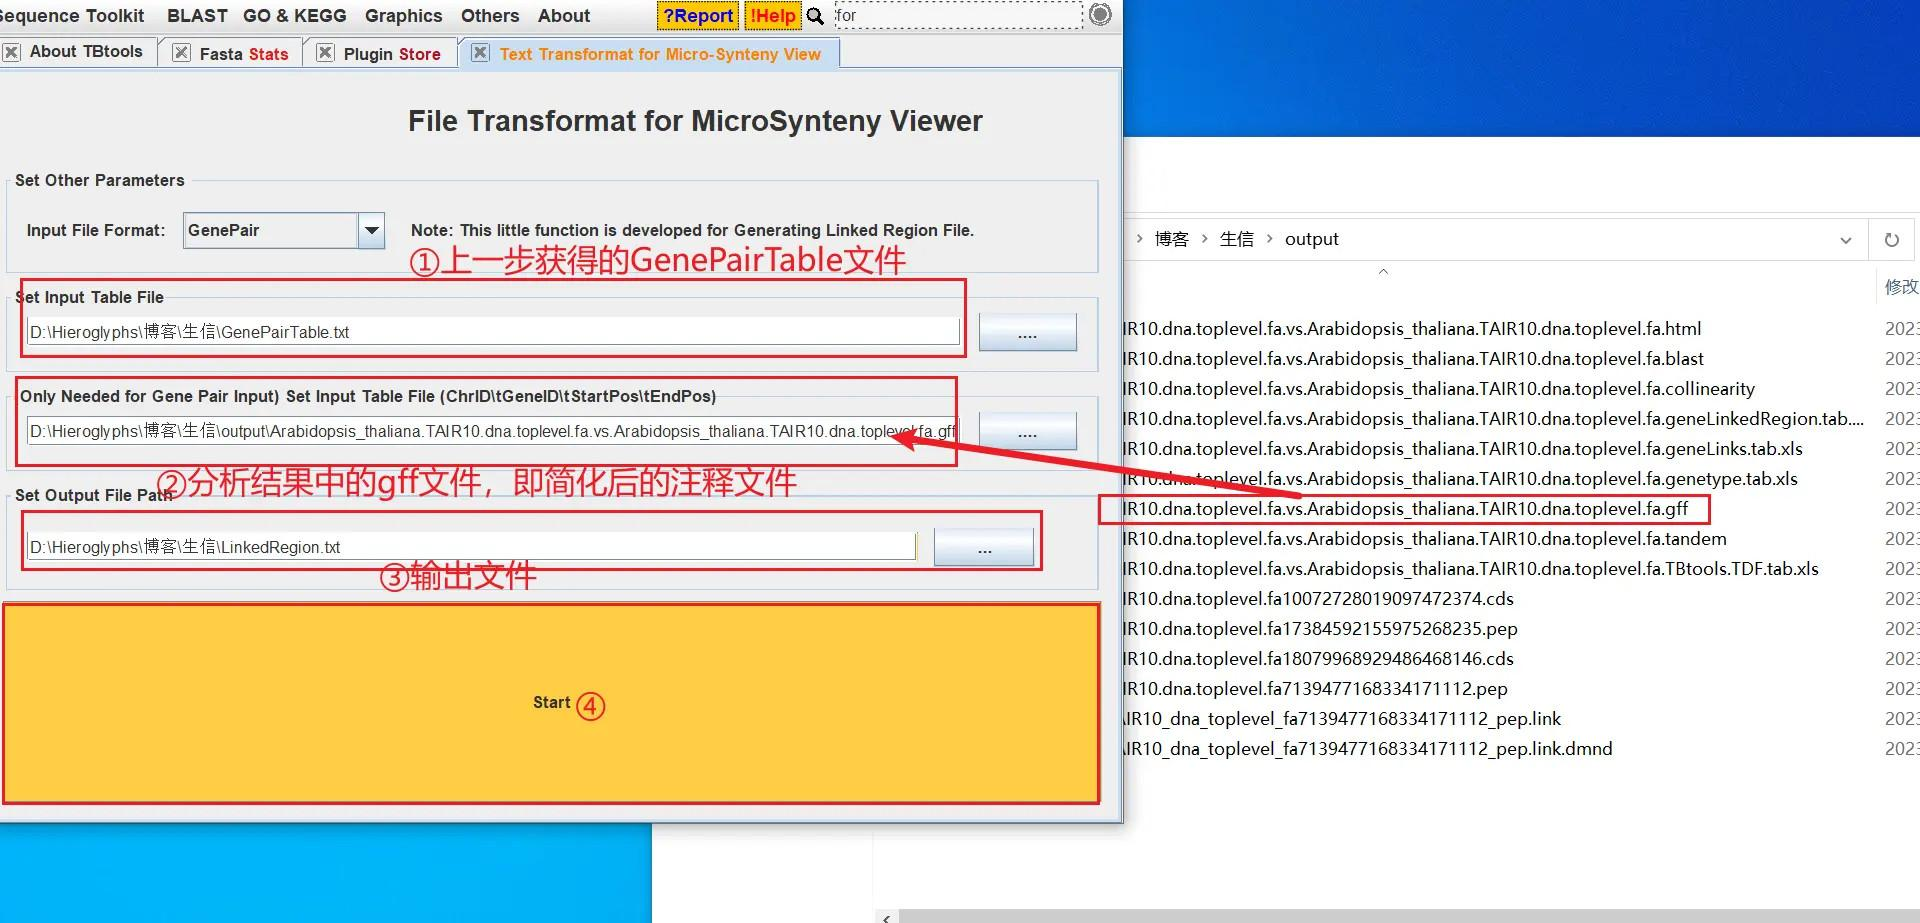 Sequence Toolkit BLAST GO & KEGG Graphics Others About ?Report !Help for
About TBtools Fasta Stats Plugin Store Text Transformat for Micro-Synteny View
File Transformat for MicroSynteny Viewer
Set Other Parameters
Input File Format: GenePair Note: This little function is developed for Generating Linked Region File.
①上一步获得的GenePairTable文件
Set Input Table File
D:\Hieroglyphs\博客\生信\GenePairTable.txt ....
Only Needed for Gene Pair Input) Set Input Table File (ChrID\tGeneID\tStartPos\tEndPos)
D:\Hieroglyphs\博客\生信\output\Arabidopsis_thaliana.TAIR10.dna.toplevel.fa.vs.Arabidopsis_thaliana.TAIR10.dna.toplevel.fa.gff ....
②分析结果中的gff文件，即简化后的注释文件
Set Output File Path
D:\Hieroglyphs\博客\生信\LinkedRegion.txt ...
③输出文件
Start ④
博客 生信 output
修改
IR10.dna.toplevel.fa.vs.Arabidopsis_thaliana.TAIR10.dna.toplevel.fa.html 2023
IR10.dna.toplevel.fa.vs.Arabidopsis_thaliana.TAIR10.dna.toplevel.fa.blast 2023
IR10.dna.toplevel.fa.vs.Arabidopsis_thaliana.TAIR10.dna.toplevel.fa.collinearity 2023
IR10.dna.toplevel.fa.vs.Arabidopsis_thaliana.TAIR10.dna.toplevel.fa.geneLinkedRegion.tab.... 2023
IR10.dna.toplevel.fa.vs.Arabidopsis_thaliana.TAIR10.dna.toplevel.fa.geneLinks.tab.xls 2023
IR10.dna.toplevel.fa.vs.Arabidopsis_thaliana.TAIR10.dna.toplevel.fa.genetype.tab.xls 2023
IR10.dna.toplevel.fa.vs.Arabidopsis_thaliana.TAIR10.dna.toplevel.fa.gff 2023
IR10.dna.toplevel.fa.vs.Arabidopsis_thaliana.TAIR10.dna.toplevel.fa.tandem 2023
IR10.dna.toplevel.fa.vs.Arabidopsis_thaliana.TAIR10.dna.toplevel.fa.TBtools.TDF.tab.xls 2023
IR10.dna.toplevel.fa10072728019097472374.cds 2023
IR10.dna.toplevel.fa17384592155975268235.pep 2023
IR10.dna.toplevel.fa18079968929486468146.cds 2023
IR10.dna.toplevel.fa7139477168334171112.pep 2023
IR10_dna_toplevel_fa7139477168334171112_pep.link 2023
IR10_dna_toplevel_fa7139477168334171112_pep.link.dmnd 2023